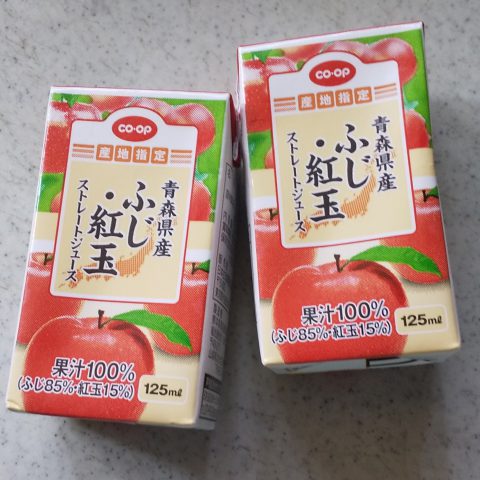 co-op
産地指定
青森県産
ふじ
・紅玉
ストレートジュース
果汁100%
(ふじ85%・紅玉15%)
125ml
co-op
産地指定
青森県産
ふじ
・紅玉
ストレートジュース
果汁100%
(ふじ85%・紅玉15%)
125ml